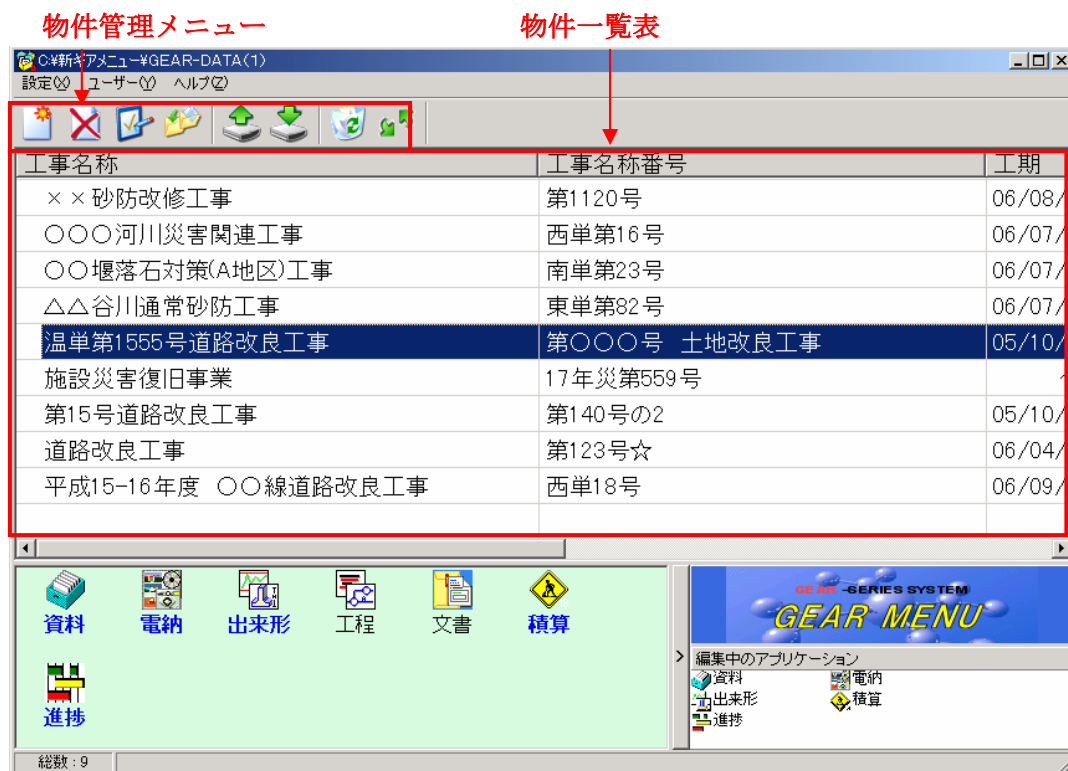 物件管理メニュー 物件一覧表
C:¥新ギアメニュー¥GEAR-DATA(1)
設定(X) ユーザー(Y) ヘルプ(Z)
工事名称 工事名称番号 工期
××砂防改修工事 第1120号 06/08/
○○○河川災害関連工事 西単第16号 06/07/
○○堰落石対策(A地区)工事 南単第23号 06/07/
△△谷川通常砂防工事 東単第82号 06/07/
温単第1555号道路改良工事 第○○○号 土地改良工事 05/10/
施設災害復旧事業 17年災第559号
第15号道路改良工事 第140号の2 05/10/
道路改良工事 第123号☆ 06/04/
平成15-16年度 ○○線道路改良工事 西単18号 06/09/
資料 電納 出来形 工程 文書 積算
進捗
GEAR -SERIES SYSTEM
GEAR MENU
編集中のアプリケーション
資料 電納
出来形 積算
進捗
総数:9